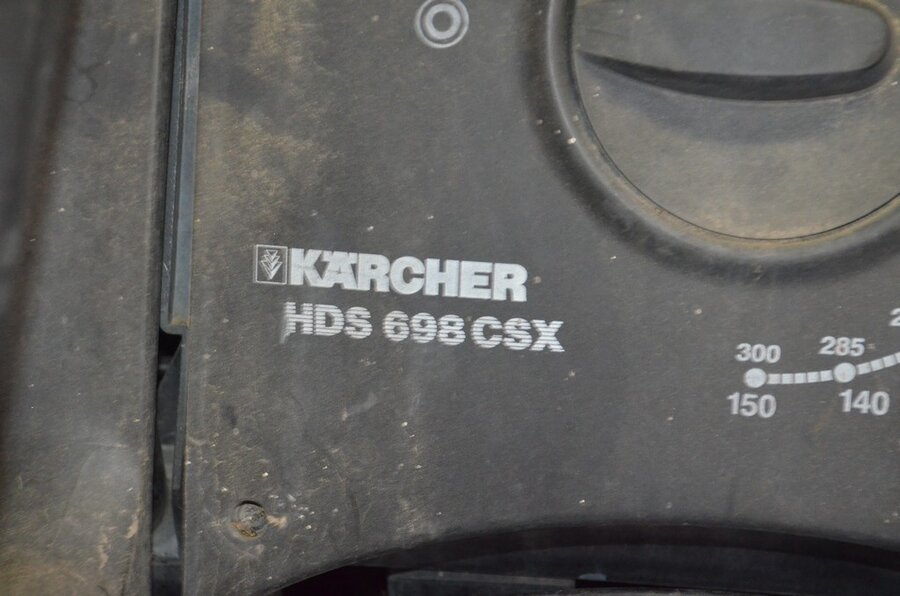 KÄRCHER
HDS 698 CSX
300 285
150 140